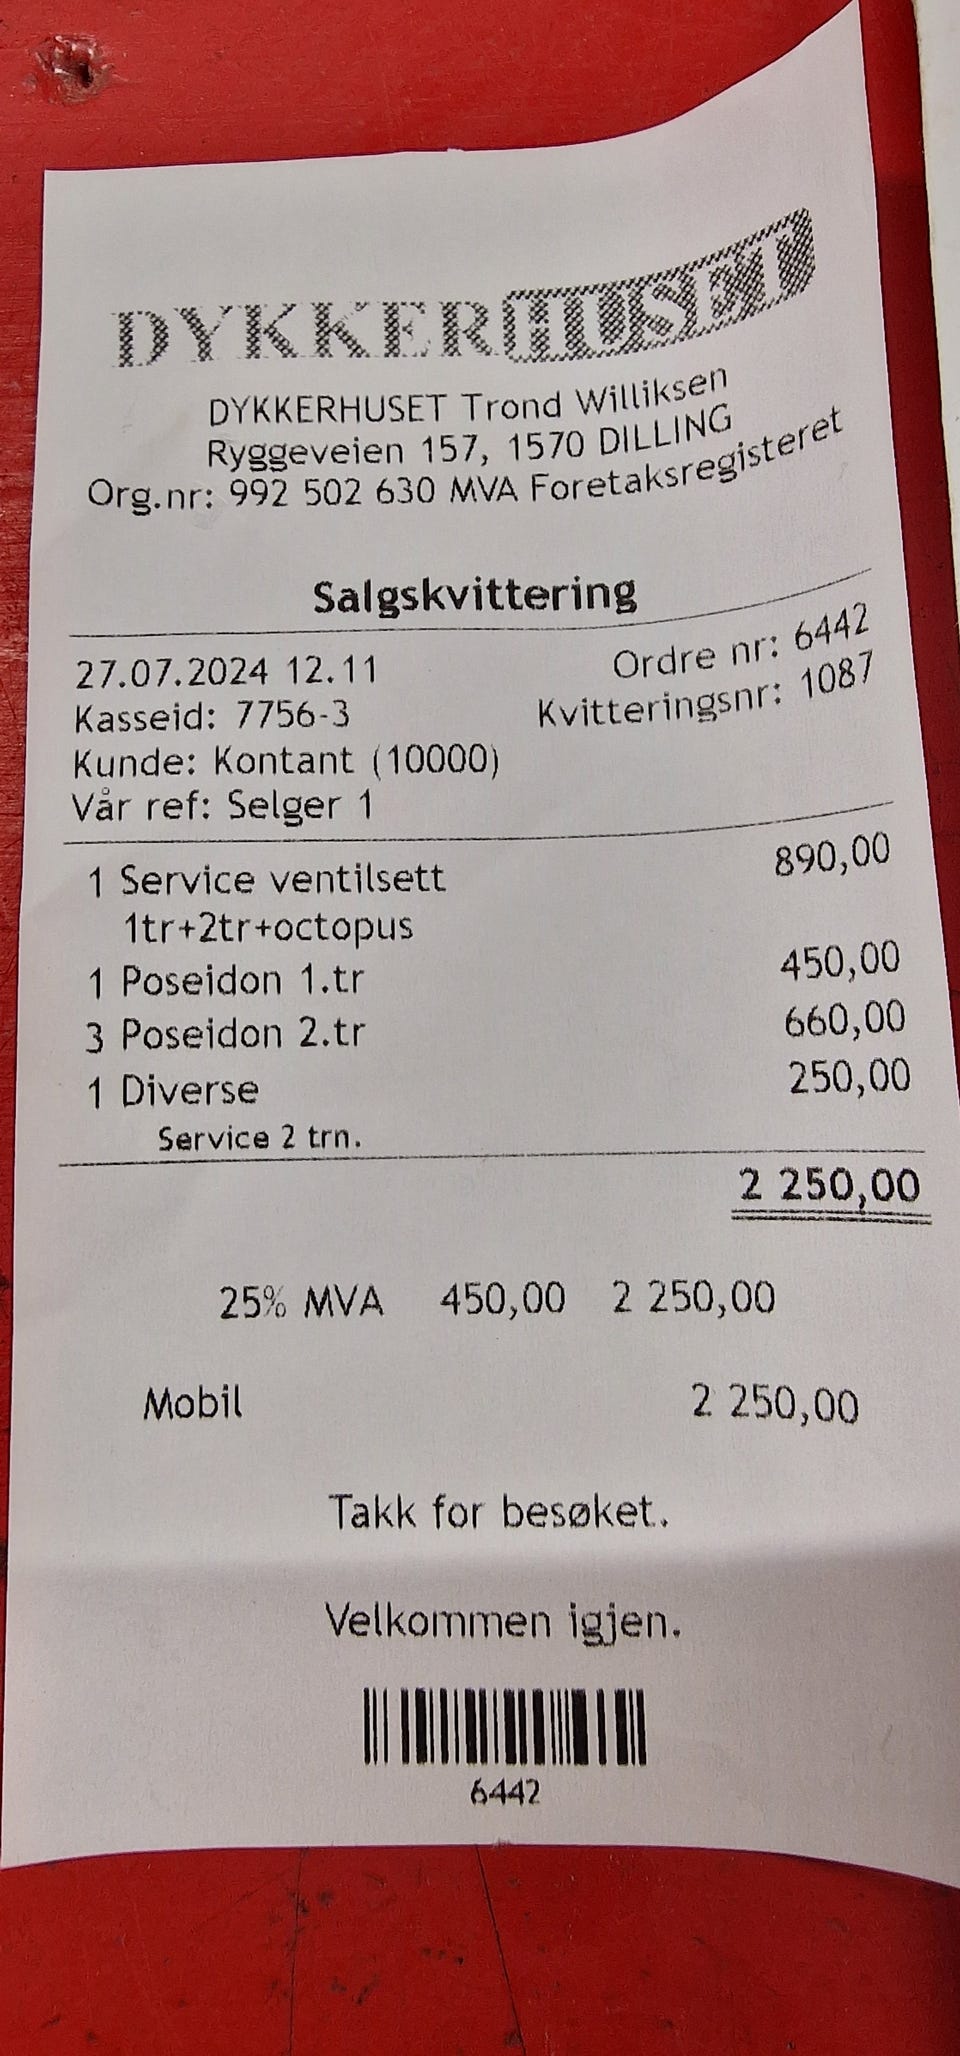 DYKKERHUSET
DYKKERHUSET Trond Williksen
Ryggeveien 157, 1570 DILLING
Org.nr: 992 502 630 MVA Foretaksregisteret
Salgskvittering
27.07.2024 12.11 Ordre nr: 6442
Kasseid: 7756-3 Kvitteringsnr: 1087
Kunde: Kontant (10000)
Vår ref: Selger 1
1 Service ventilsett 890,00
1tr+2tr+octopus
1 Poseidon 1.tr 450,00
3 Poseidon 2.tr 660,00
1 Diverse 250,00
Service 2 trn.
2 250,00
25% MVA 450,00 2 250,00
Mobil 2 250,00
Takk for besøket.
Velkommen igjen.
6442